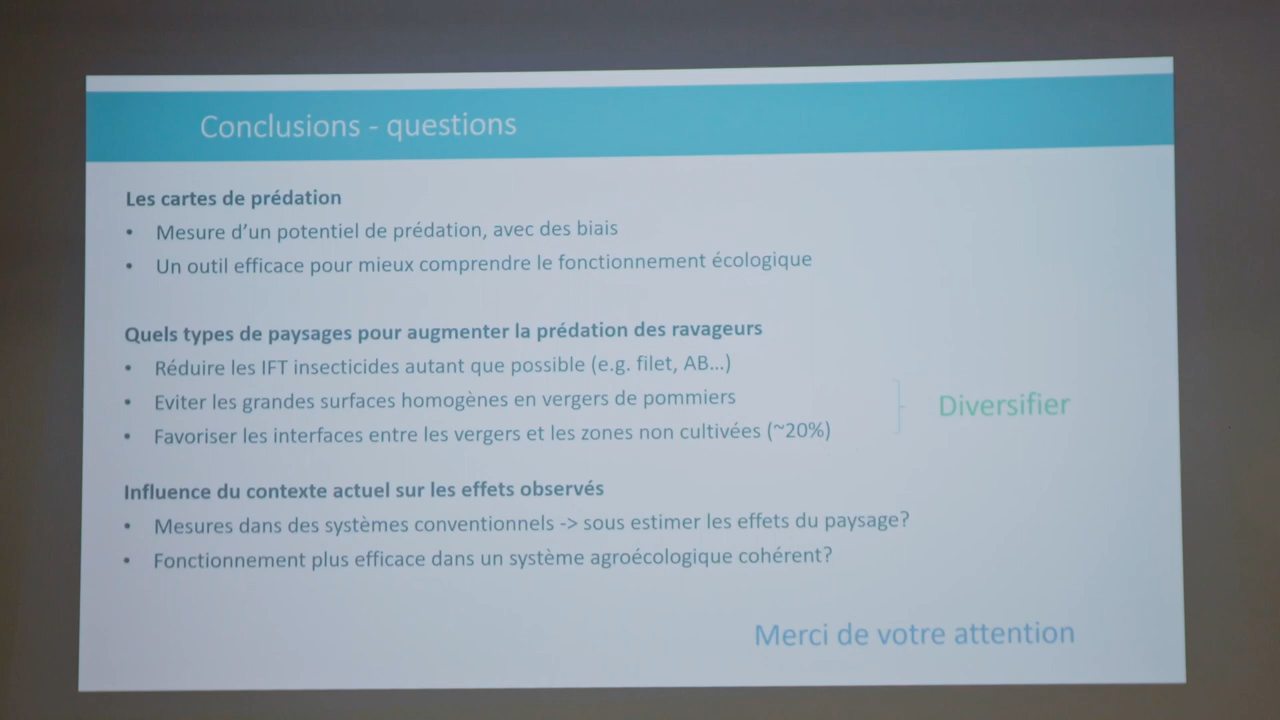 Conclusions - questions
Les cartes de prédation
• Mesure d'un potentiel de prédation, avec des biais
• Un outil efficace pour mieux comprendre le fonctionnement écologique
Quels types de paysages pour augmenter la prédation des ravageurs
• Réduire les IFT insecticides autant que possible (e.g. filet, AB...)
• Eviter les grandes surfaces homogènes en vergers de pommiers
• Favoriser les interfaces entre les vergers et les zones non cultivées (~20%)
Diversifier
Influence du contexte actuel sur les effets observés
• Mesures dans des systèmes conventionnels -> sous estimer les effets du paysage?
• Fonctionnement plus efficace dans un système agroécologique cohérent?
Merci de votre attention